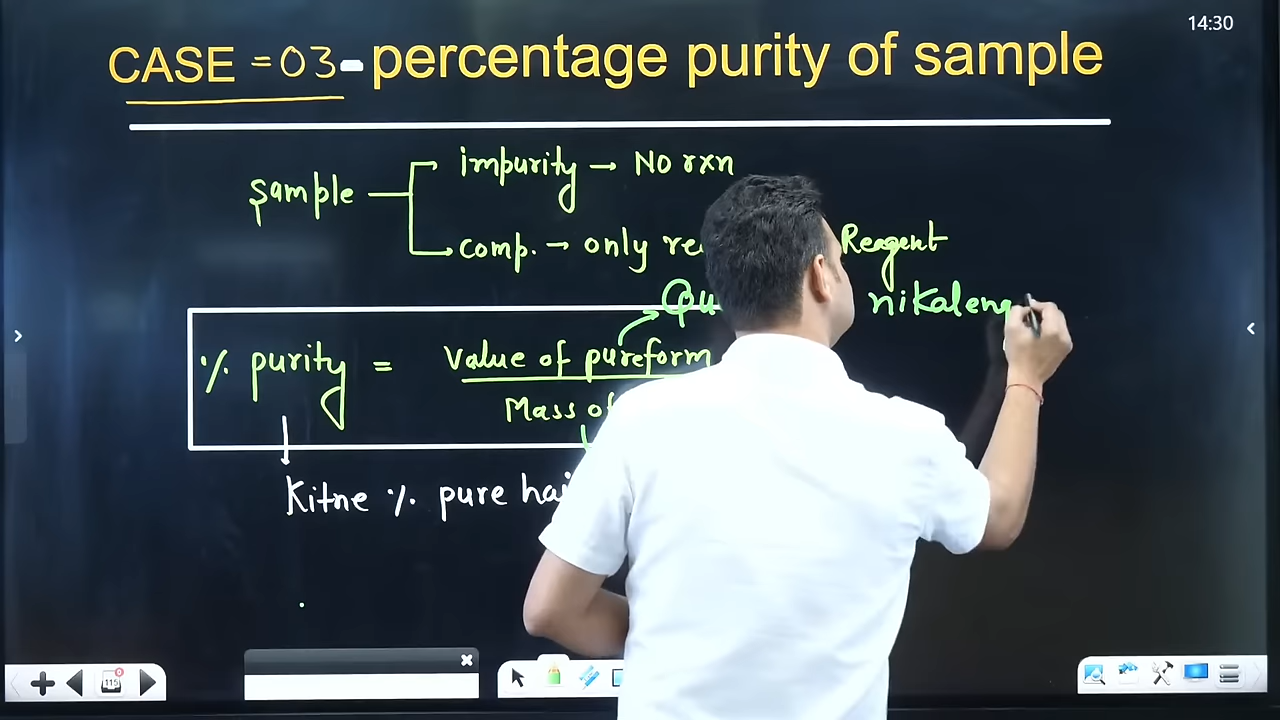 14:30
CASE = 03 - percentage purity of sample
impurity → No rxn
Sample
comp. → only Reagent
nikaleng
% purity = Value of pureform
Mass of
Kitne % pure hai
115